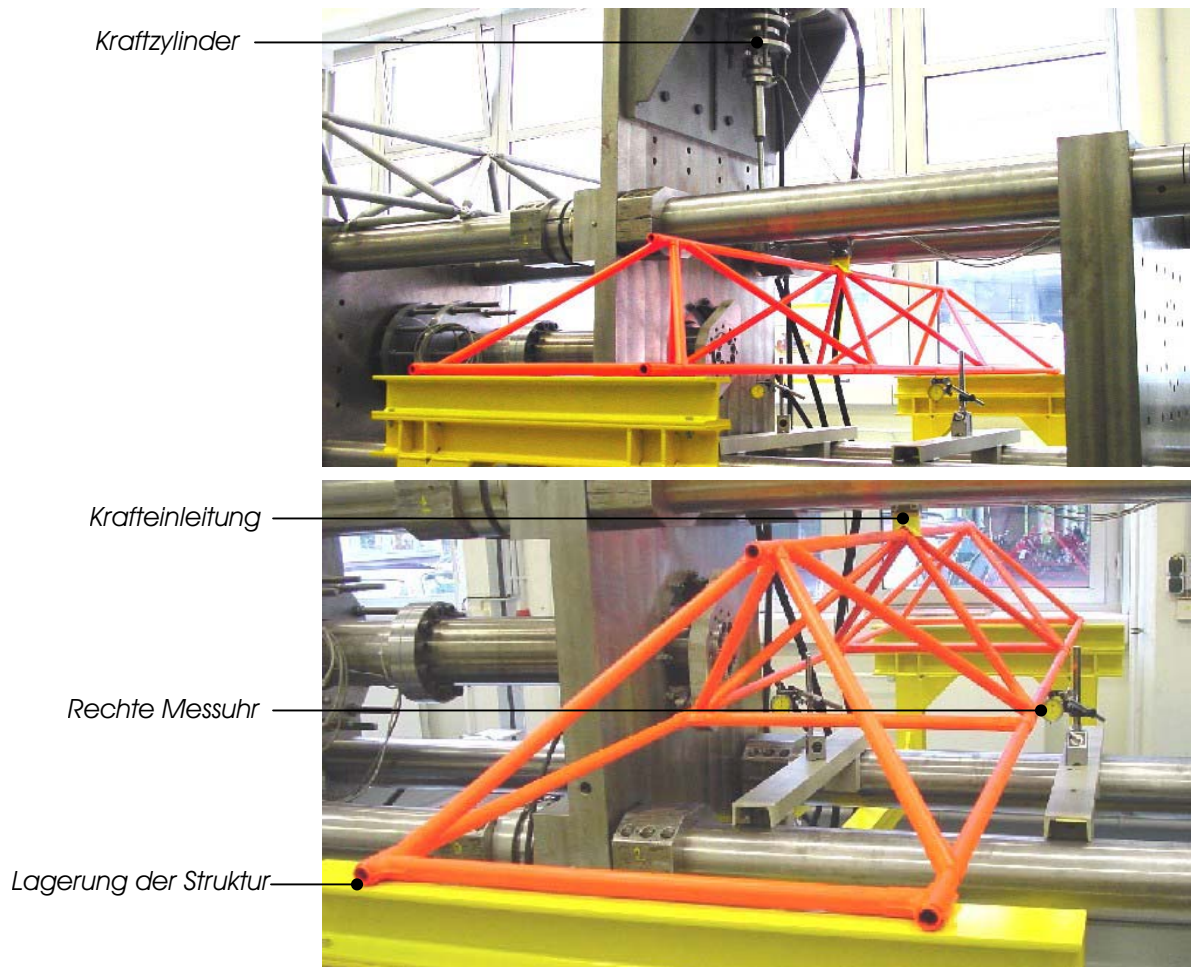 Kraftzylinder
Krafteinleitung
Rechte Messuhr
Lagerung der Struktur